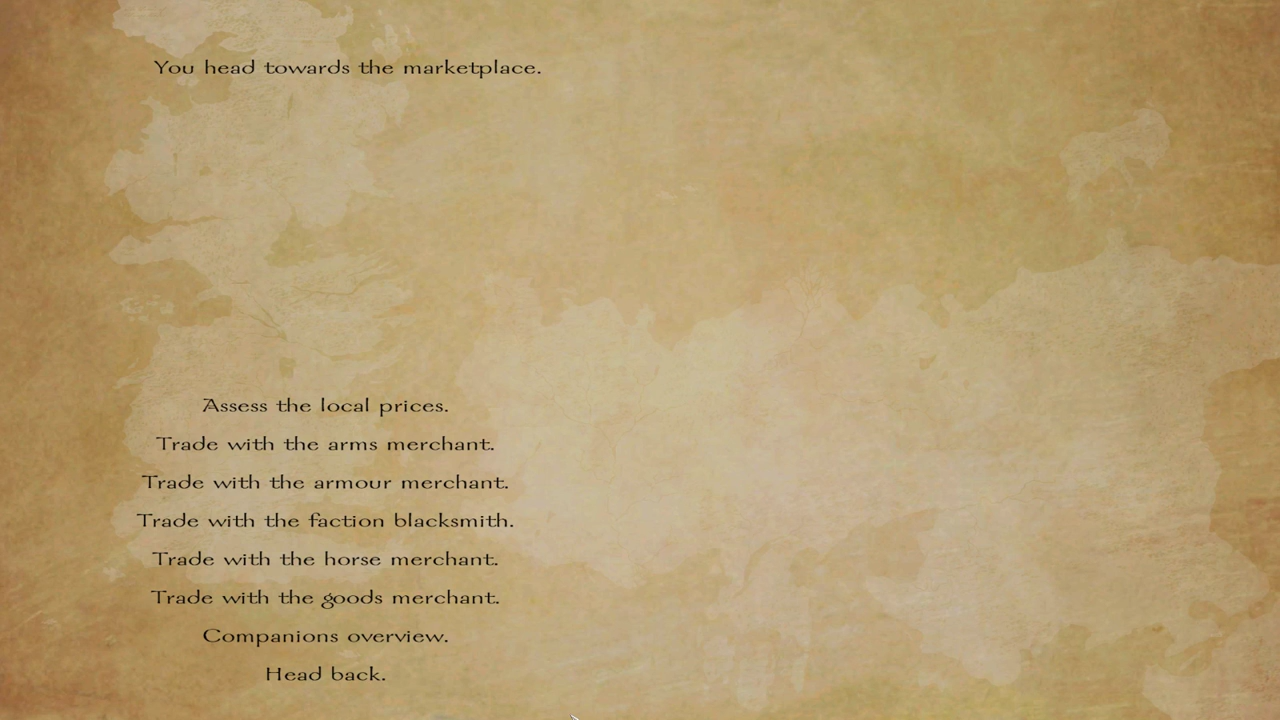 You head towards the marketplace.
Assess the local prices.
Trade with the arms merchant.
Trade with the armour merchant.
Trade with the faction blacksmith.
Trade with the horse merchant.
Trade with the goods merchant.
Companions overview.
Head back.